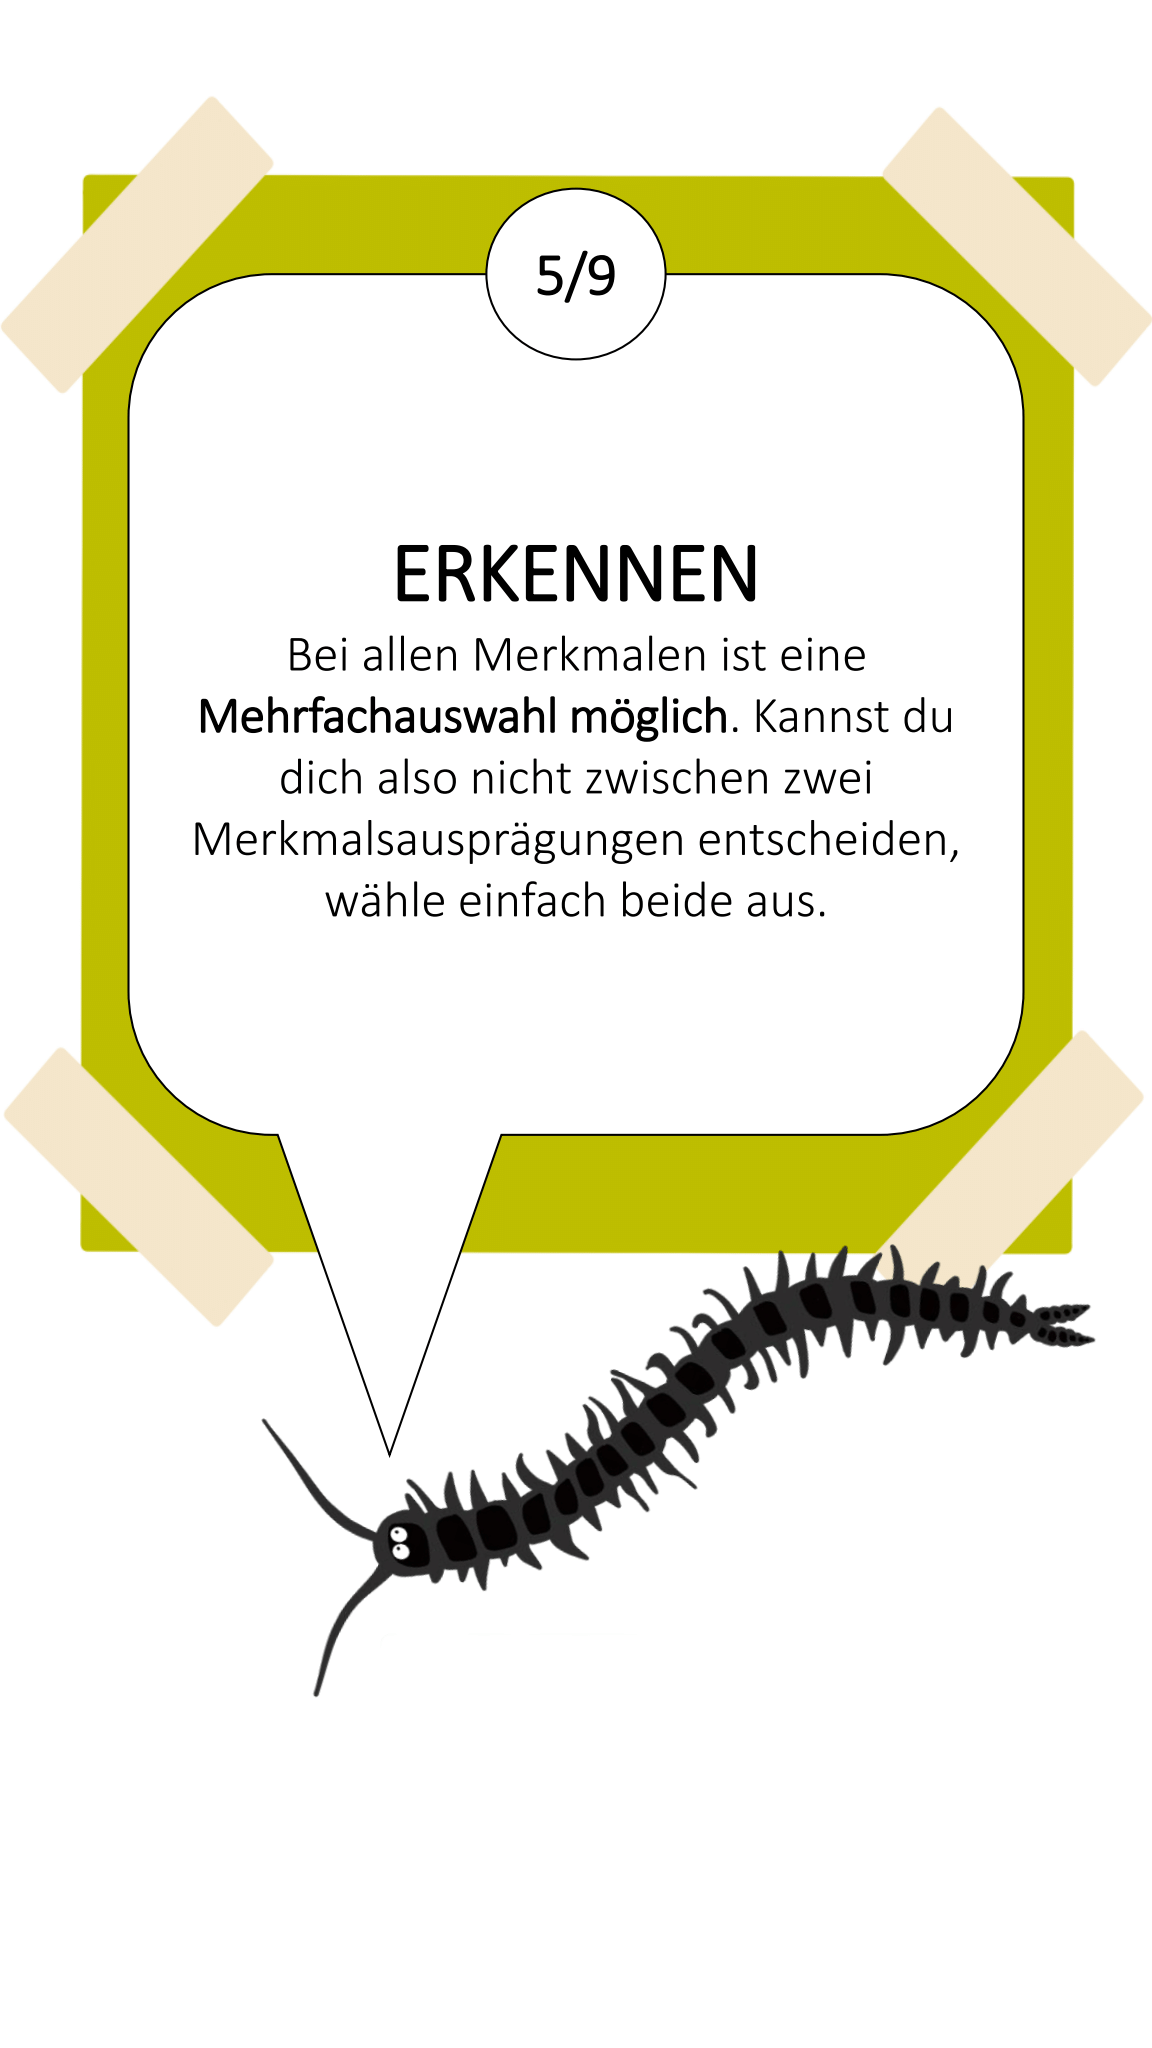 5/9
ERKENNEN
Bei allen Merkmalen ist eine
Mehrfachauswahl möglich. Kannst du
dich also nicht zwischen zwei
Merkmalsausprägungen entscheiden,
wähle einfach beide aus.